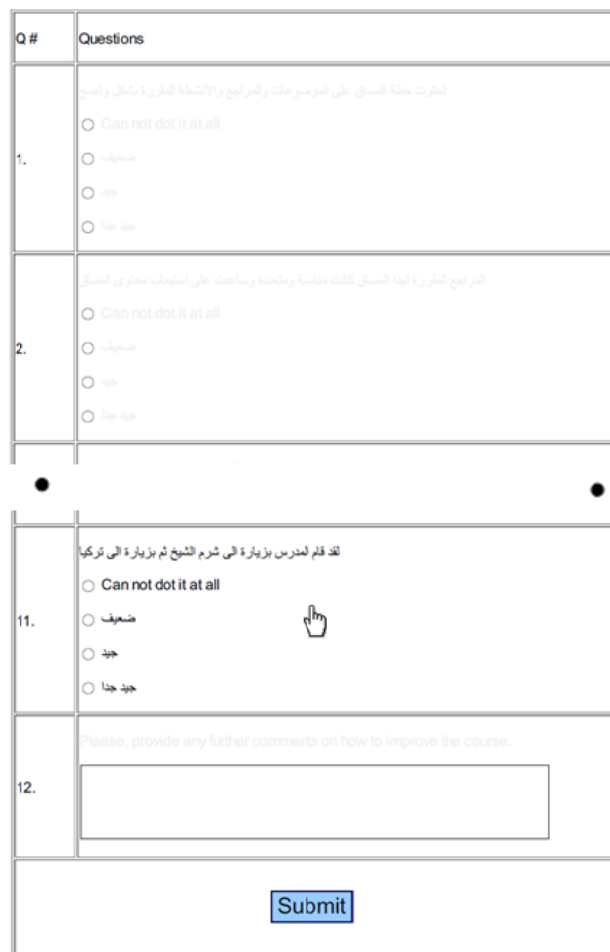 Q #
Questions
1.
احتوت خطة المساق على الموضوعات والمراجع والأنشطة المقررة بشكل واضح
Can not dot it at all
ضعيف
جيد
جيد جدا
2.
المراجع المقررة لهذا المساق كانت مناسبة ومتعددة وساعدت على استيعاب محتوى المساق
Can not dot it at all
ضعيف
جيد
جيد جدا
11.
لقد قام لمدرس بزيارة الى شرم الشيخ ثم بزيارة الى تركيا
Can not dot it at all
ضعيف
جيد
جيد جدا
12.
Please, provide any further comments on how to improve the course.
Submit